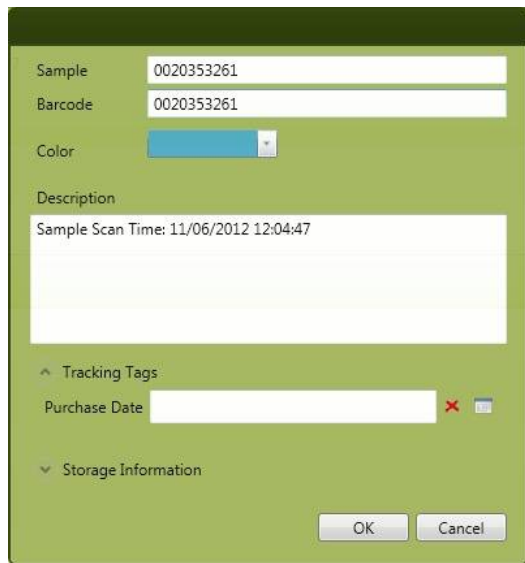 Sample 0020353261
Barcode 0020353261
Color
Description
Sample Scan Time: 11/06/2012 12:04:47
Tracking Tags
Purchase Date
Storage Information
OK Cancel